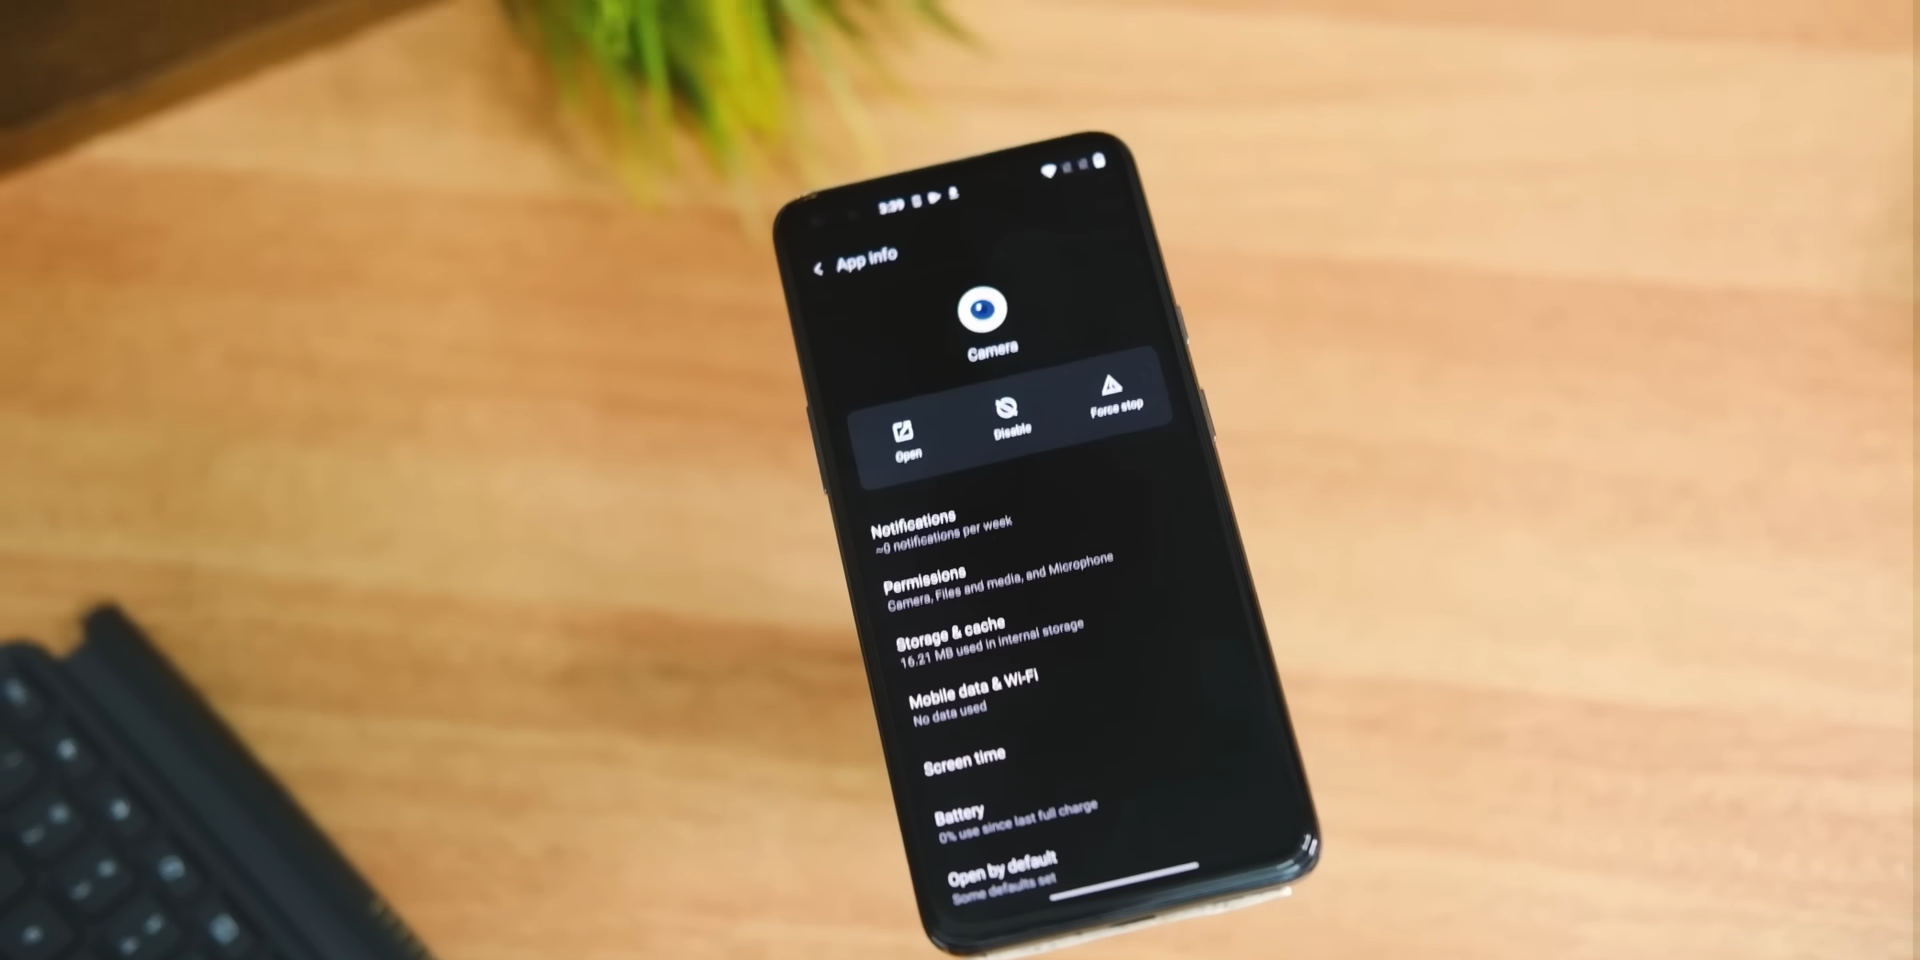 3:39
App info
Camera
Open
Disable
Force stop
Notifications
~0 notifications per week
Permissions
Camera, Files and media, and Microphone
Storage & cache
16.21 MB used in internal storage
Mobile data & Wi-Fi
No data used
Screen time
Battery
0% use since last full charge
Open by default
Some defaults set